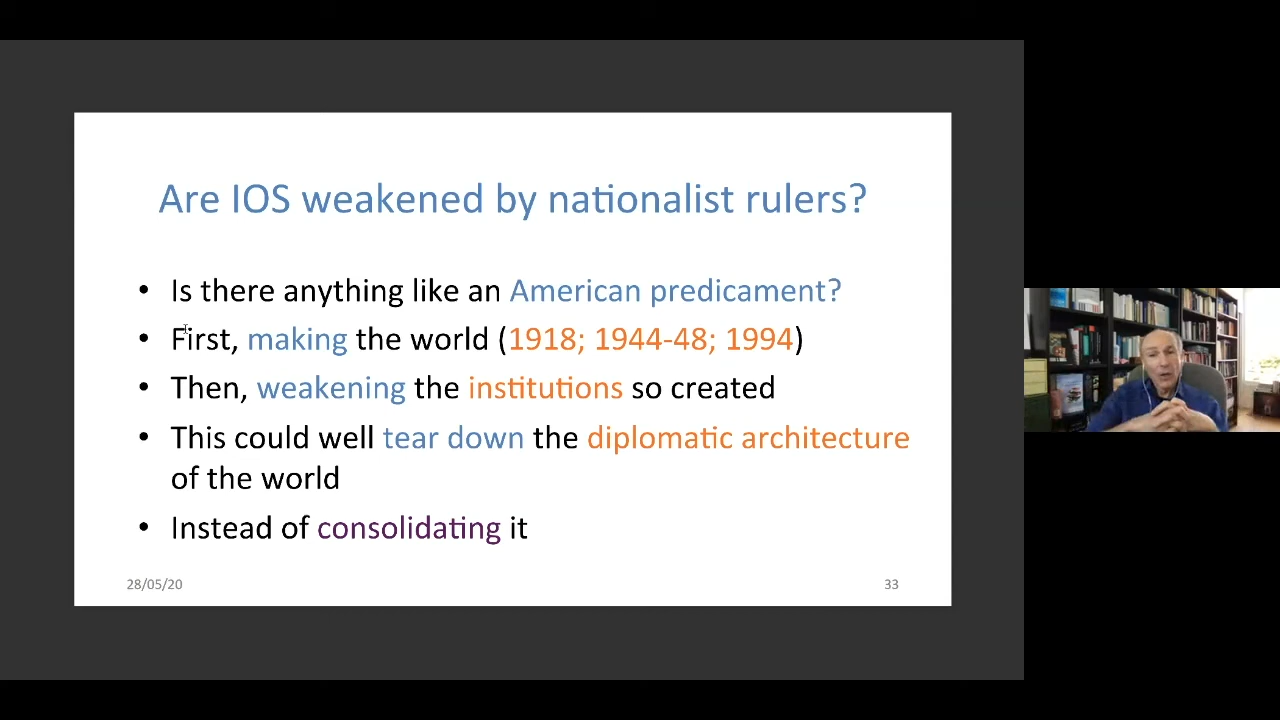 Are IOS weakened by nationalist rulers?
• Is there anything like an American predicament?
• First, making the world (1918; 1944-48; 1994)
• Then, weakening the institutions so created
• This could well tear down the diplomatic architecture
of the world
• Instead of consolidating it
28/05/20
33